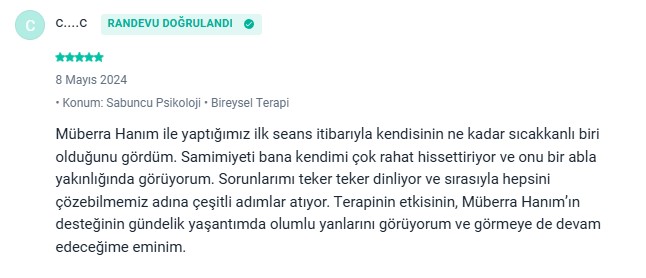 C
C....C RANDEVU DOĞRULANDI
8 Mayıs 2024
• Konum: Sabuncu Psikoloji • Bireysel Terapi
Müberra Hanım ile yaptığımız ilk seans itibarıyla kendisinin ne kadar sıcakkanlı biri
olduğunu gördüm. Samimiyeti bana kendimi çok rahat hissettiriyor ve onu bir abla
yakınlığında görüyorum. Sorunlarımı teker teker dinliyor ve sırasıyla hepsini
çözebilmemiz adına çeşitli adımlar atıyor. Terapinin etkisinin, Müberra Hanım’ın
desteğinin gündelik yaşantımda olumlu yanlarını görüyorum ve görmeye de devam
edeceğime eminim.